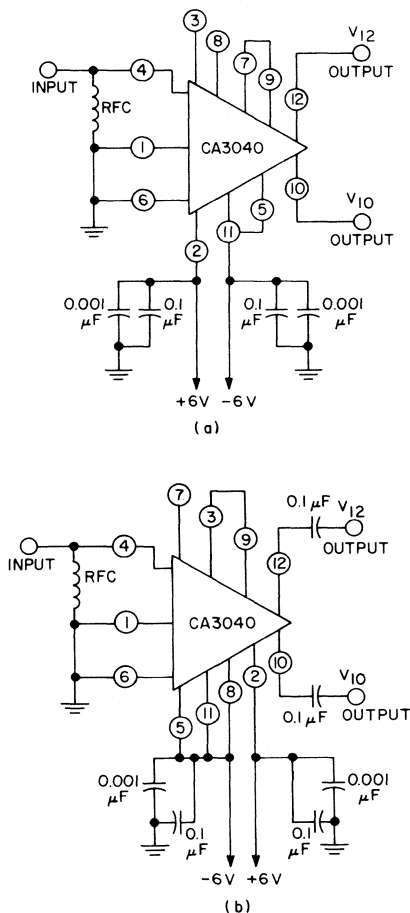 3
8
7
9
V12
OUTPUT
12
INPUT
4
RFC
CA3040
1
6
10
V10
OUTPUT
5
11
2
0.001 µF
0.1 µF
0.1 µF
0.001 µF
+6V -6V
(a)
7
3
9
0.1 µF
V12
OUTPUT
12
INPUT
4
RFC
CA3040
1
6
10
V10
OUTPUT
0.1 µF
2
8
11
5
0.001 µF
0.1 µF
0.1 µF
0.001 µF
-6V +6V
(b)